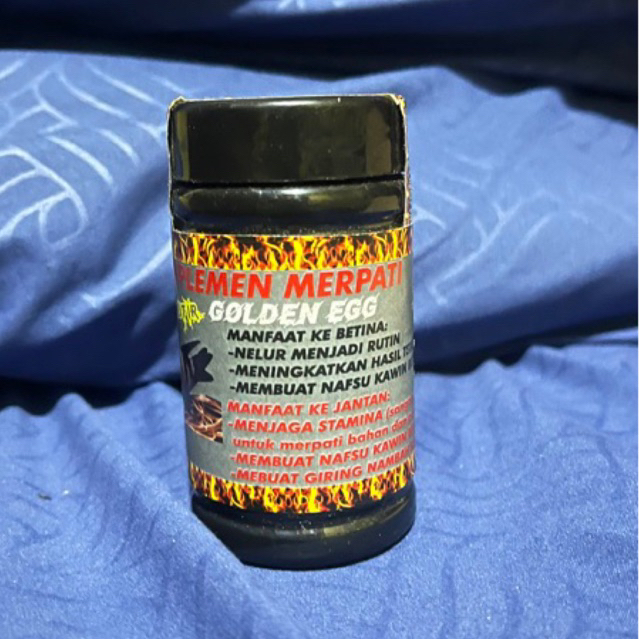 PLEMEN MERPATI
GOLDEN EGG
MANFAAT KE BETINA:
-NELUR MENJADI RUTIN
-MENINGKATKAN HASIL
-MEMBUAT NAFSU KAWIN
MANFAAT KE JANTAN:
-MENJAGA STAMINA
untuk merpati bahan
-MEMBUAT NAFSU KAWIN
-MEBUAT GIRING